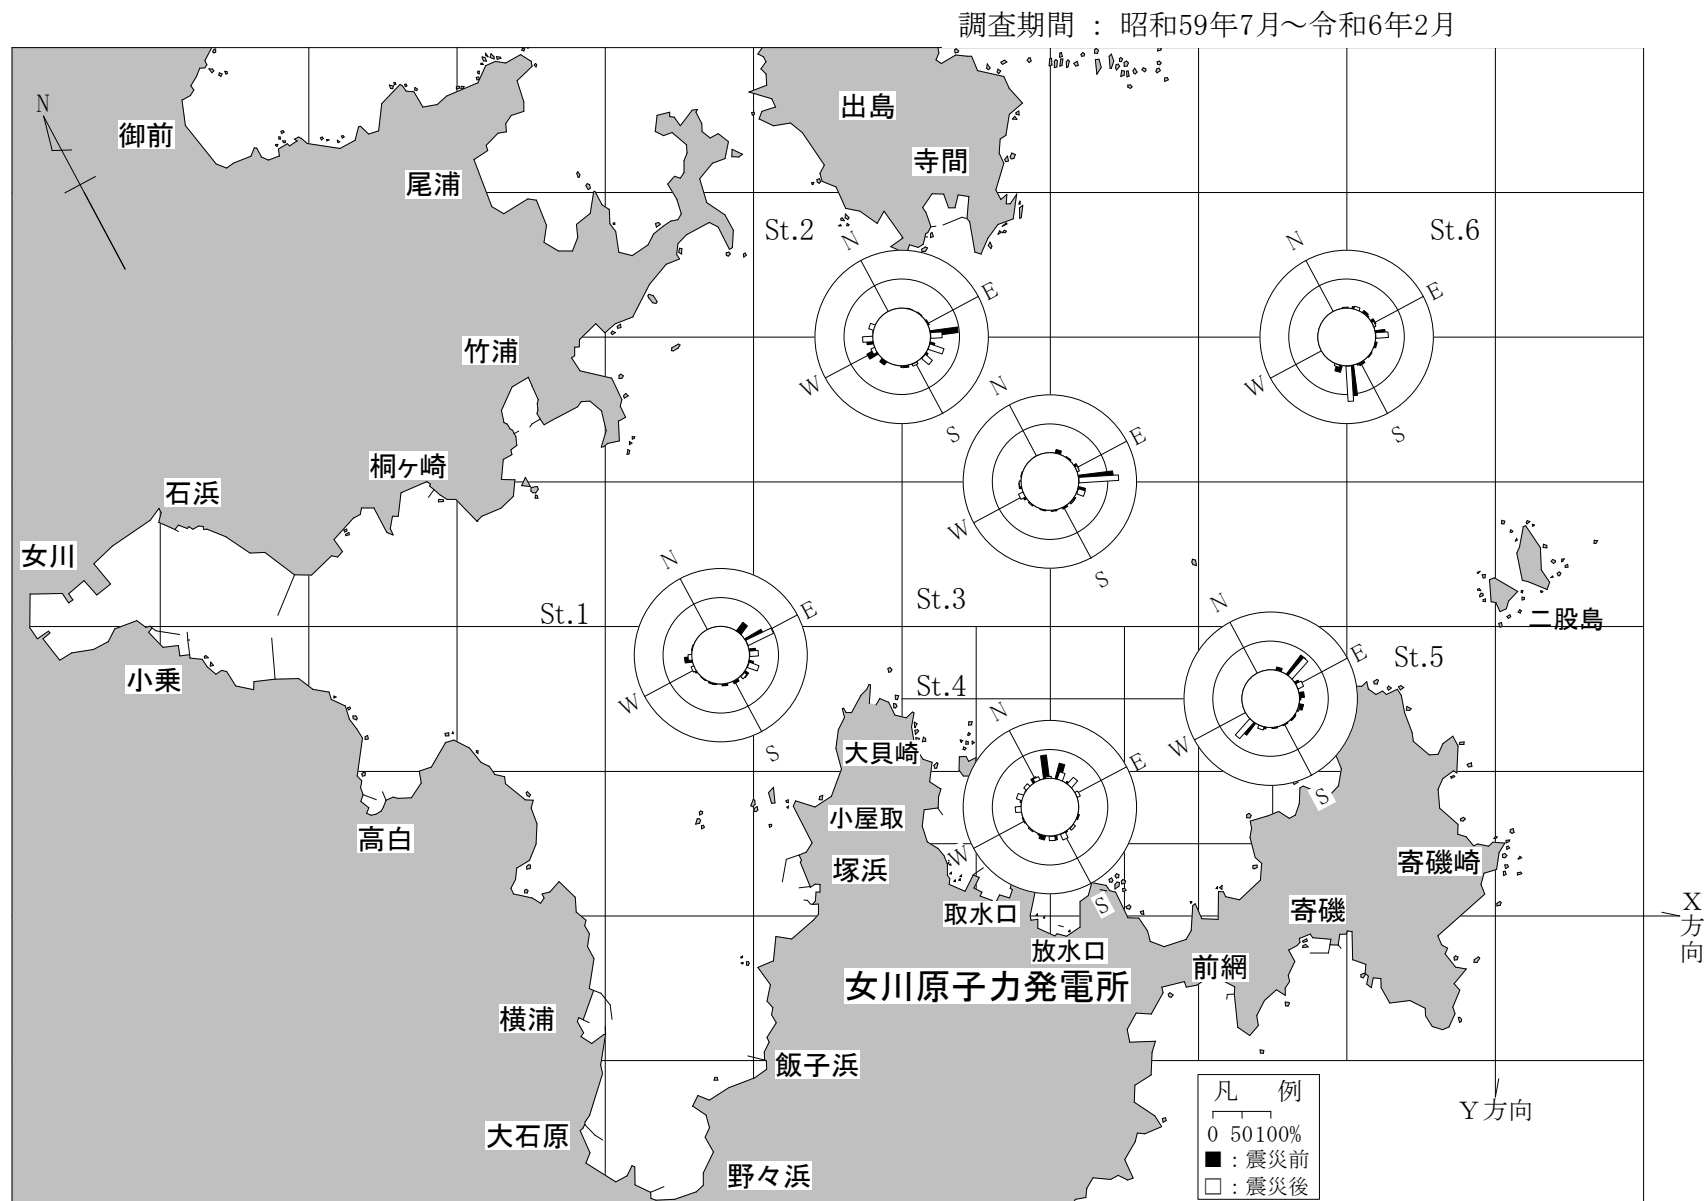 調査期間 : 昭和59年7月～令和6年2月
N
御前
出島
寺間
尾浦
St.2
St.6
N
E
W
S
N
E
W
S
竹浦
N
E
W
S
桐ヶ崎
石浜
女川
St.1
St.3
N
E
W
S
二股島
小乗
N
E
W
S
St.5
St.4
N
E
W
S
大貝崎
小屋取
高白
塚浜
寄磯崎
取水口
寄磯
X方向
放水口
前網
女川原子力発電所
横浦
飯子浜
凡 例
0 50100%
■：震災前
□：震災後
Y方向
大石原
野々浜